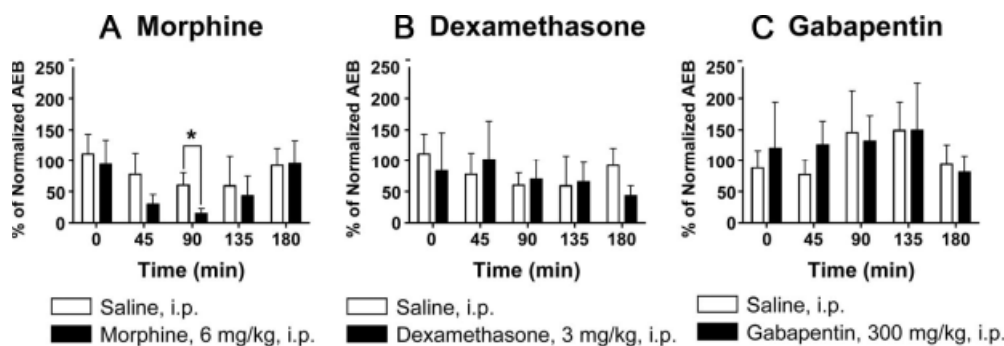 A Morphine
% of Normalized AEB
250
200
150
100
50
0
*
0 45 90 135 180
Time (min)
Saline, i.p.
Morphine, 6 mg/kg, i.p.
B Dexamethasone
% of Normalized AEB
250
200
150
100
50
0
0 45 90 135 180
Time (min)
Saline, i.p.
Dexamethasone, 3 mg/kg, i.p.
C Gabapentin
% of Normalized AEB
250
200
150
100
50
0
0 45 90 135 180
Time (min)
Saline, i.p.
Gabapentin, 300 mg/kg, i.p.